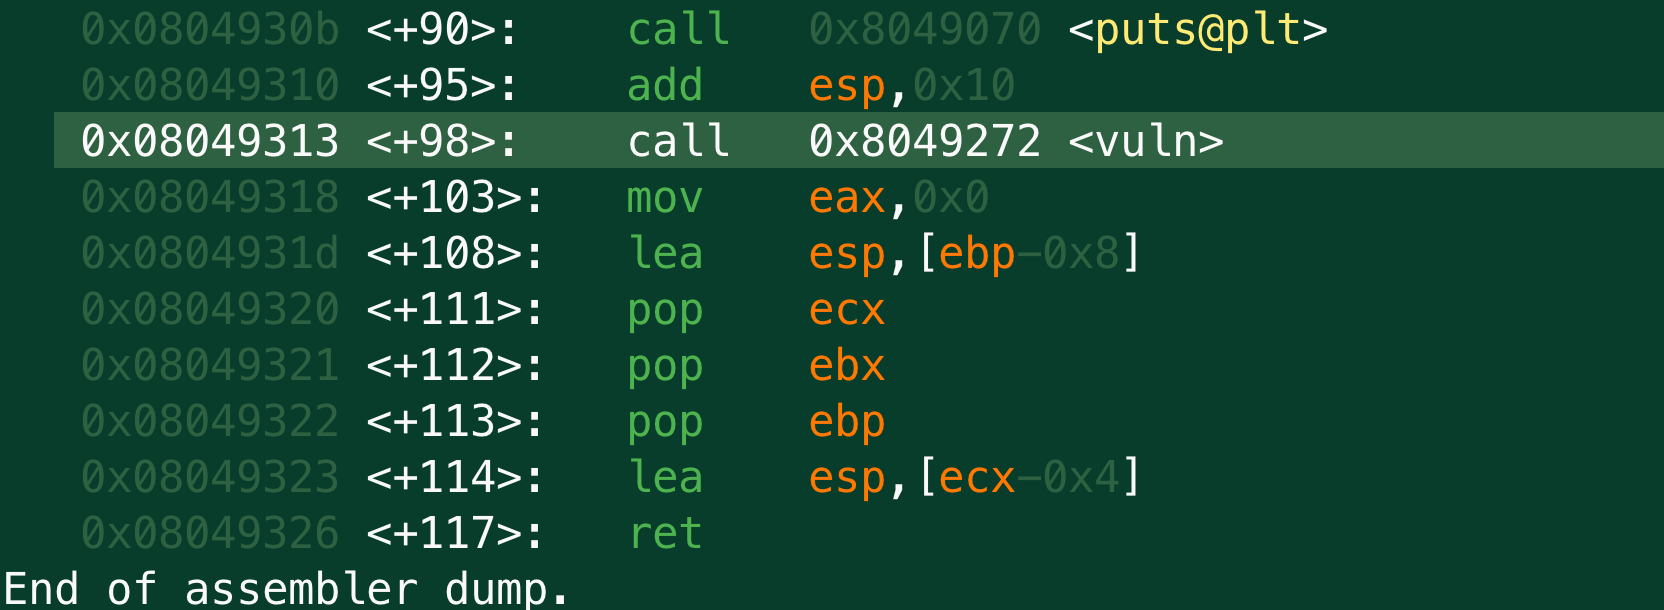 0x0804930b <+90>: call 0x8049070 <puts@plt>
0x08049310 <+95>: add esp,0x10
0x08049313 <+98>: call 0x8049272 <vuln>
0x08049318 <+103>: mov eax,0x0
0x0804931d <+108>: lea esp,[ebp-0x8]
0x08049320 <+111>: pop ecx
0x08049321 <+112>: pop ebx
0x08049322 <+113>: pop ebp
0x08049323 <+114>: lea esp,[ecx-0x4]
0x08049326 <+117>: ret
End of assembler dump.